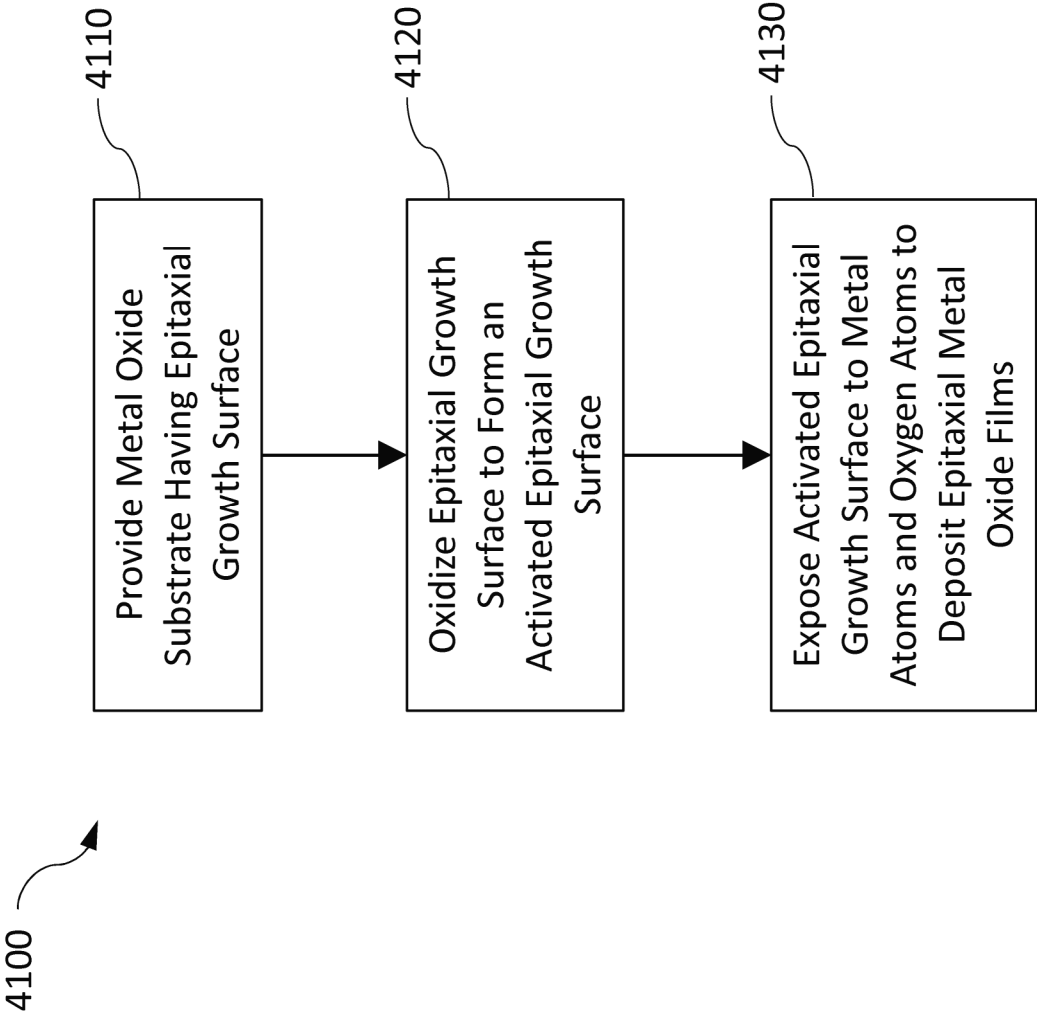 4100
4110
Provide Metal Oxide
Substrate Having Epitaxial
Growth Surface
4120
Oxidize Epitaxial Growth
Surface to Form an
Activated Epitaxial Growth
Surface
4130
Expose Activated Epitaxial
Growth Surface to Metal
Atoms and Oxygen Atoms to
Deposit Epitaxial Metal
Oxide Films